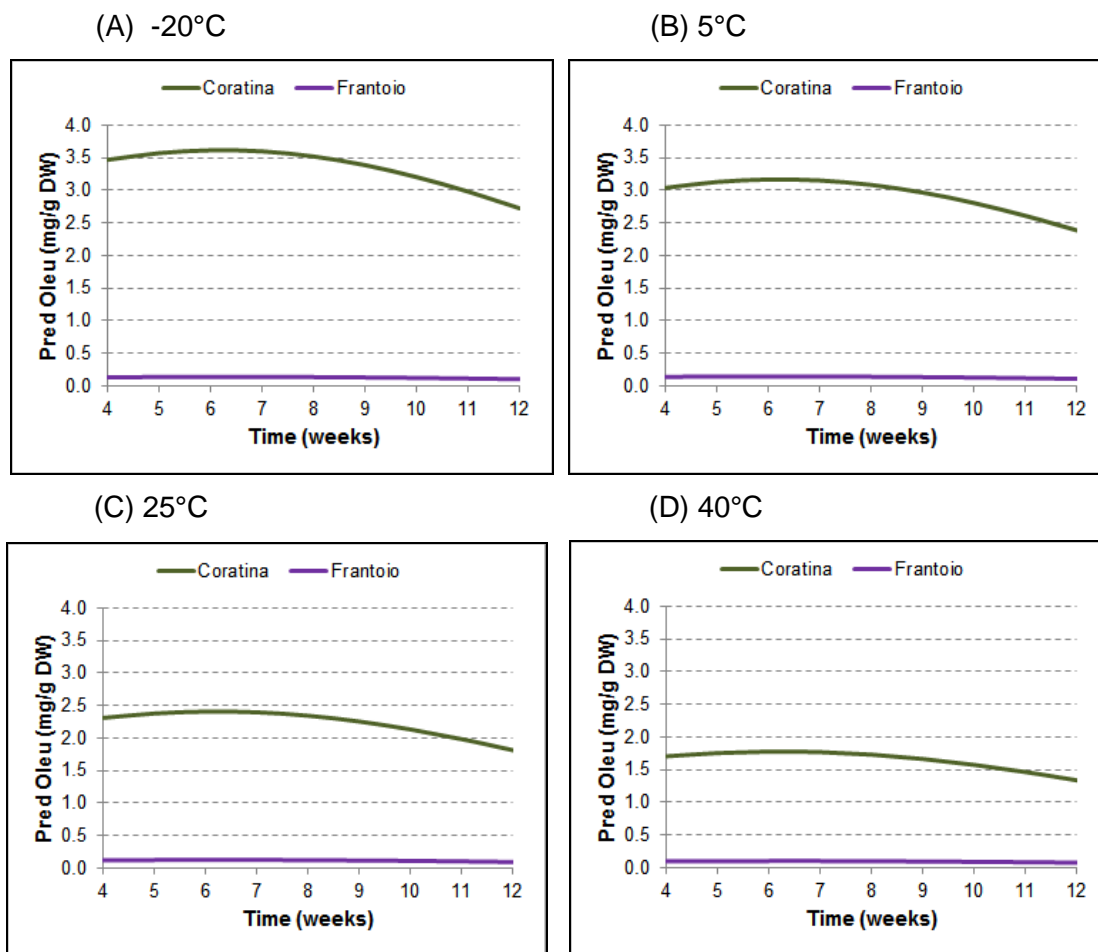 (A) -20°C
Coratina Frantoio
Pred Oleu (mg/g DW)
4.0
3.5
3.0
2.5
2.0
1.5
1.0
0.5
0.0
4 5 6 7 8 9 10 11 12
Time (weeks)
(B) 5°C
Coratina Frantoio
Pred Oleu (mg/g DW)
4.0
3.5
3.0
2.5
2.0
1.5
1.0
0.5
0.0
4 5 6 7 8 9 10 11 12
Time (weeks)
(C) 25°C
Coratina Frantoio
Pred Oleu (mg/g DW)
4.0
3.5
3.0
2.5
2.0
1.5
1.0
0.5
0.0
4 5 6 7 8 9 10 11 12
Time (weeks)
(D) 40°C
Coratina Frantoio
Pred Oleu (mg/g DW)
4.0
3.5
3.0
2.5
2.0
1.5
1.0
0.5
0.0
4 5 6 7 8 9 10 11 12
Time (weeks)